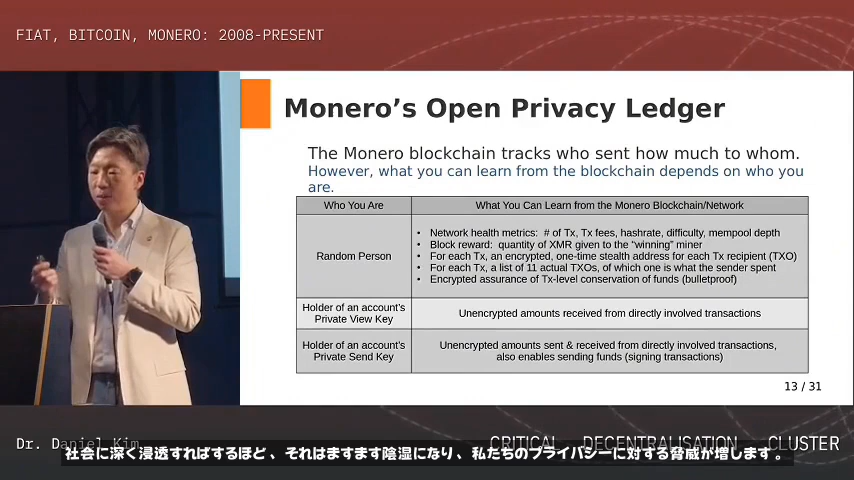 FIAT, BITCOIN, MONERO: 2008-PRESENT
Monero’s Open Privacy Ledger
The Monero blockchain tracks who sent how much to whom.
However, what you can learn from the blockchain depends on who you
are.
Who You Are
What You Can Learn from the Monero Blockchain/Network
Random Person
• Network health metrics: # of Tx, Tx fees, hashrate, difficulty, mempool depth
• Block reward: quantity of XMR given to the “winning” miner
• For each Tx, an encrypted, one-time stealth address for each Tx recipient (TXO)
• For each Tx, a list of 11 actual TXOs, of which one is what the sender spent
• Encrypted assurance of Tx-level conservation of funds (bulletproof)
Holder of an account’s
Private View Key
Unencrypted amounts received from directly involved transactions
Holder of an account’s
Private Send Key
Unencrypted amounts sent & received from directly involved transactions,
also enables sending funds (signing transactions)
13 / 31
Dr. Daniel Kim
CRITICAL DECENTRALISATION CLUSTER
社会に深く浸透すればするほど、それはますます陰湿になり、私たちのプライバシーに対する脅威が増します。